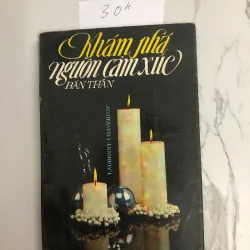 30k
Khám phá
nguồn cảm xúc
BẢN THÂN